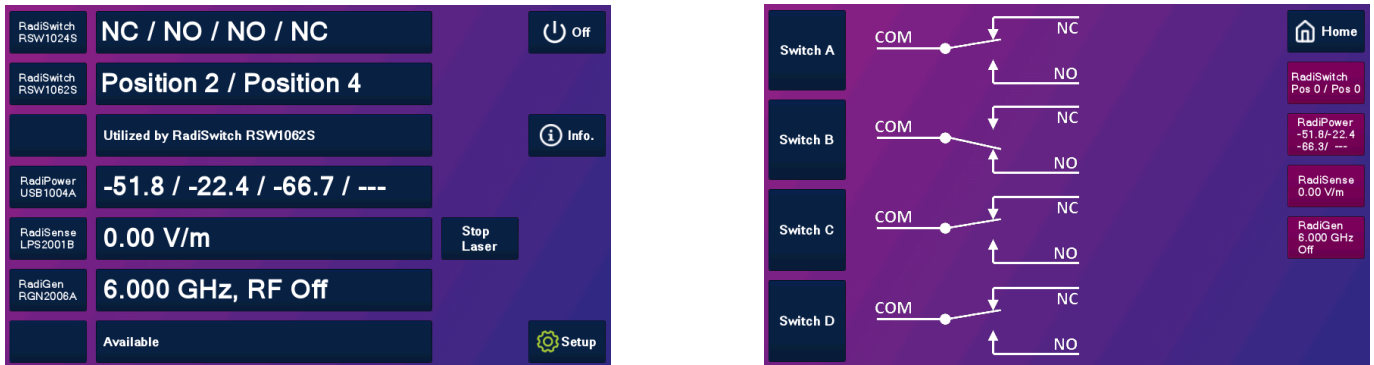 RadiSwitch
RSW1024S
NC / NO / NO / NC
Off
RadiSwitch
RSW1062S
Position 2 / Position 4
Utilized by RadiSwitch RSW1062S
Info.
RadiPower
USB1004A
-51.8 / -22.4 / -66.7 / ---
RadiSense
LPS2001B
0.00 V/m
Stop
Laser
RadiGen
RGN2006A
6.000 GHz, RF Off
Available
Setup
Switch A
COM
NC
NO
Switch B
COM
NC
NO
Switch C
COM
NC
NO
Switch D
COM
NC
NO
Home
RadiSwitch
Pos 0 / Pos 0
RadiPower
-51.8/-22.4
-66.3/ ---
RadiSense
0.00 V/m
RadiGen
6.000 GHz
Off